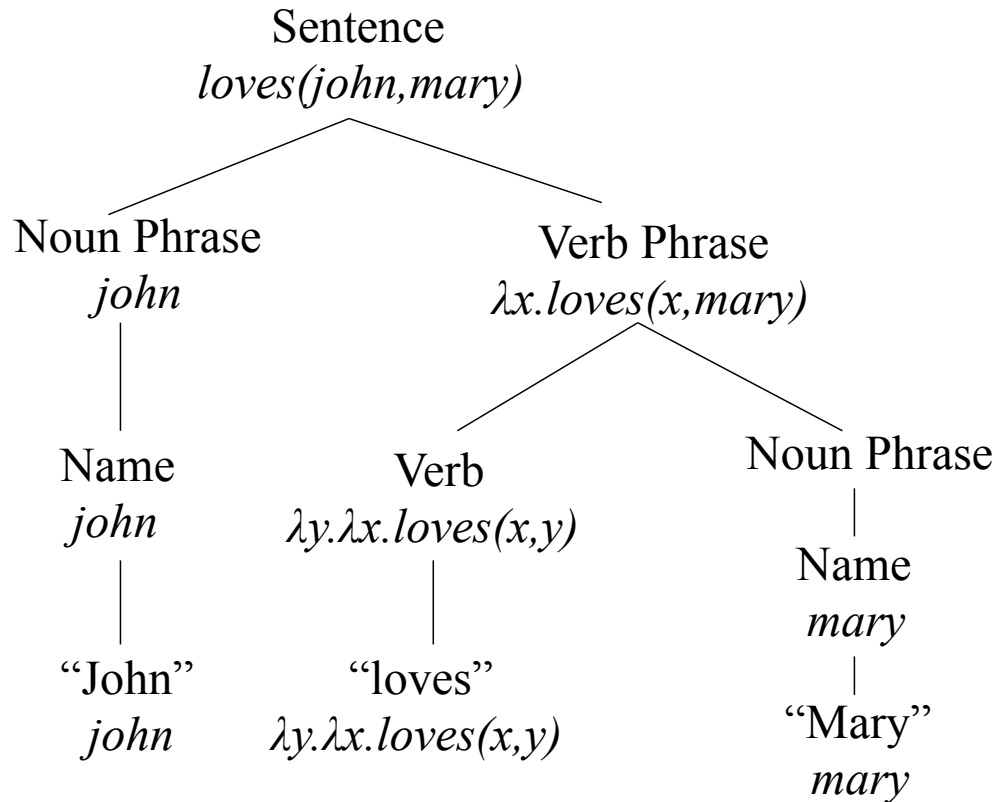 Sentence
loves(john,mary)
Noun Phrase
john
Verb Phrase
λx.loves(x,mary)
Name
john
Verb
λy.λx.loves(x,y)
Noun Phrase
Name
mary
“John”
john
“loves”
λy.λx.loves(x,y)
“Mary”
mary